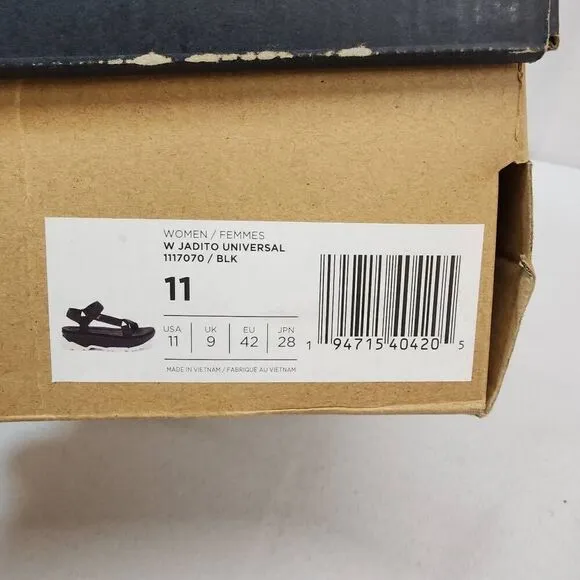 WOMEN / FEMMES
W JADITO UNIVERSAL
1117070 / BLK
11
USA UK EU JPN
11 9 42 28
1 94715 40420 5
MADE IN VIETNAM / FABRIQUÉ AU VIETNAM